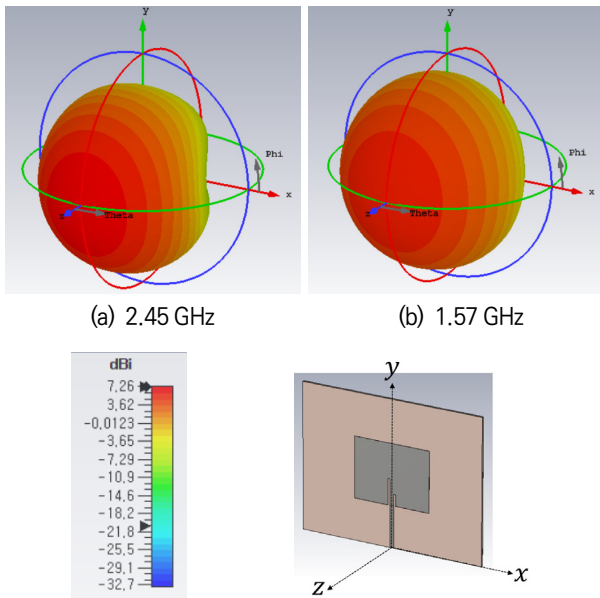 y
Phi
x
z
Theta
(a) 2.45 GHz
y
Phi
x
z
Theta
(b) 1.57 GHz
dBi
7,26
3,62
-0,0123
-3,65
-7,29
-10,9
-14,6
-18,2
-21,8
-25,5
-29,1
-32,7
y
x
z